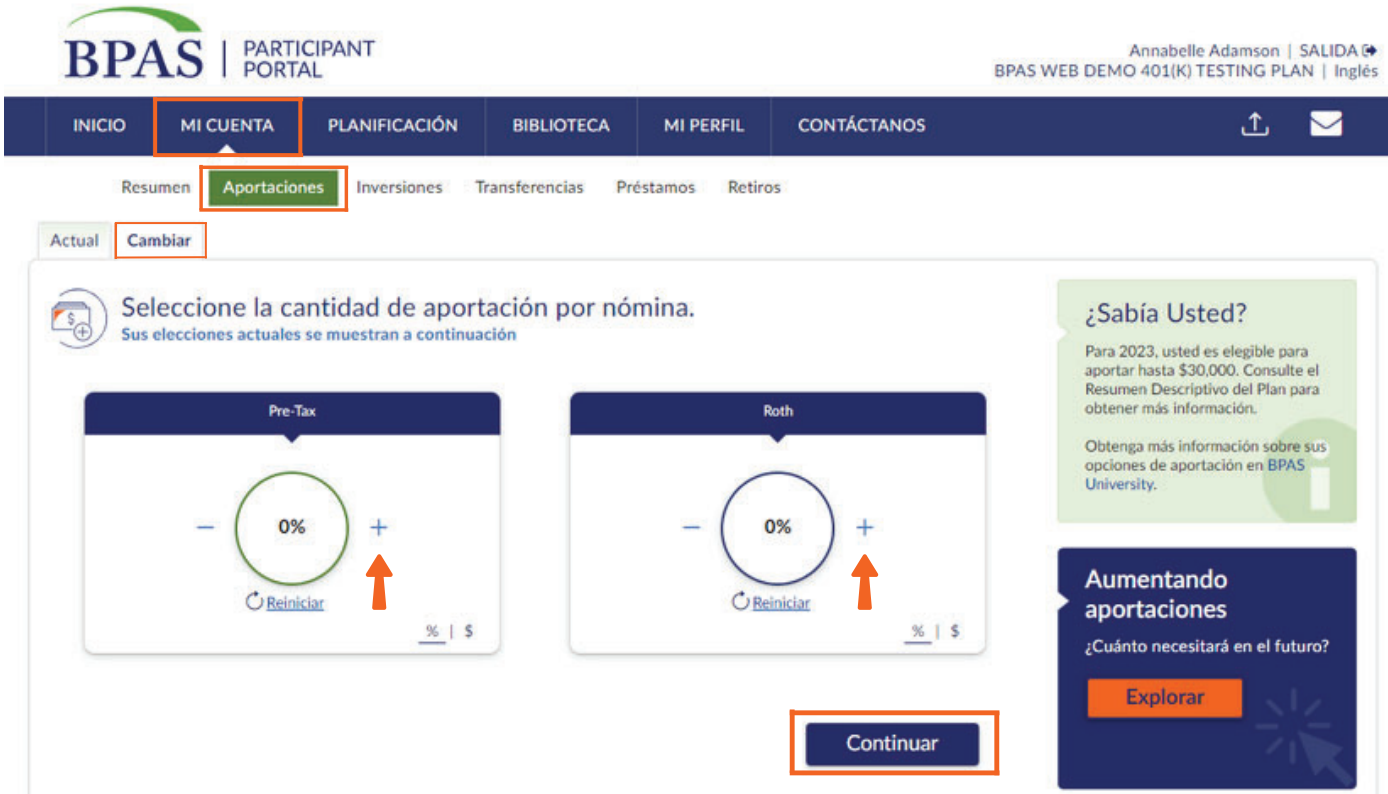 BPAS | PARTICIPANT PORTAL
Annabelle Adamson | SALIDA
BPAS WEB DEMO 401(K) TESTING PLAN | Inglés
INICIO MI CUENTA PLANIFICACIÓN BIBLIOTECA MI PERFIL CONTÁCTANOS
Resumen Aportaciones Inversiones Transferencias Préstamos Retiros
Actual Cambiar
Seleccione la cantidad de aportación por nómina.
Sus elecciones actuales se muestran a continuación
Pre-Tax
0%
Reiniciar
% | $
Roth
0%
Reiniciar
% | $
Continuar
¿Sabía Usted?
Para 2023, usted es elegible para
aportar hasta $30,000. Consulte el
Resumen Descriptivo del Plan para
obtener más información.
Obtenga más información sobre sus
opciones de aportación en BPAS
University.
Aumentando
aportaciones
¿Cuánto necesitará en el futuro?
Explorar